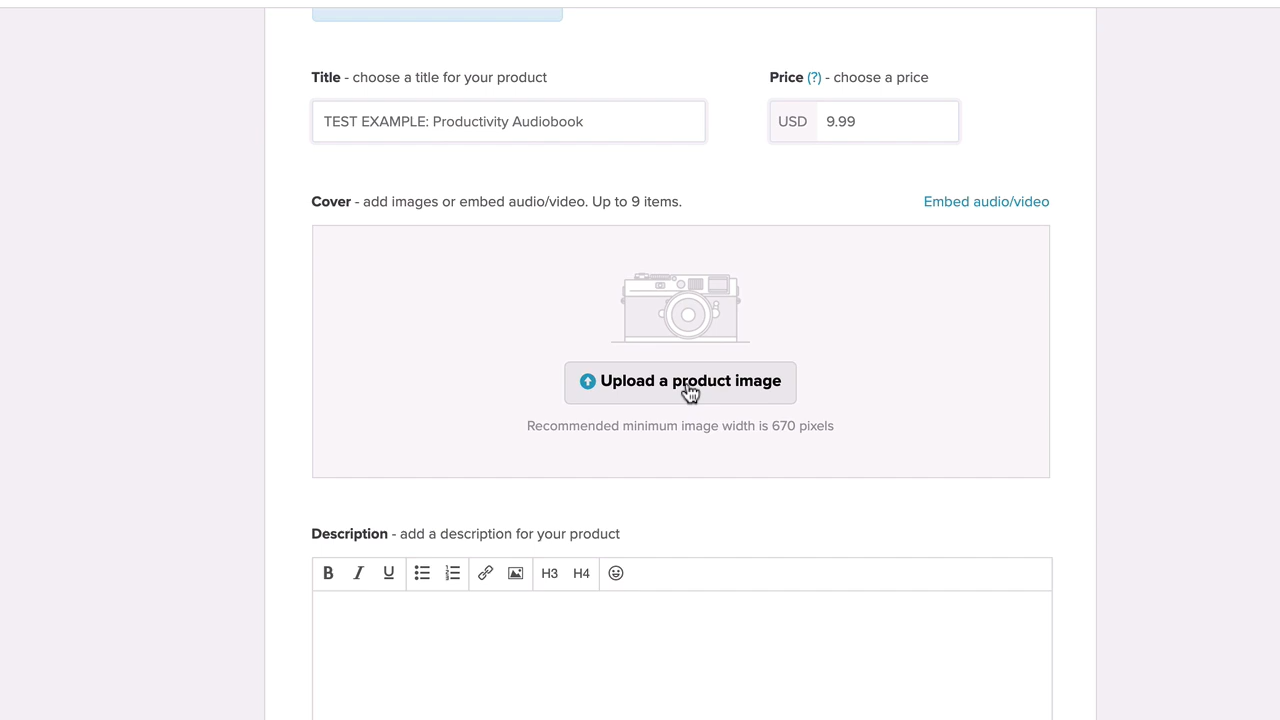 Title - choose a title for your product
Price (?) - choose a price
TEST EXAMPLE: Productivity Audiobook
USD 9.99
Cover - add images or embed audio/video. Up to 9 items.
Embed audio/video
Upload a product image
Recommended minimum image width is 670 pixels
Description - add a description for your product
B I U H3 H4